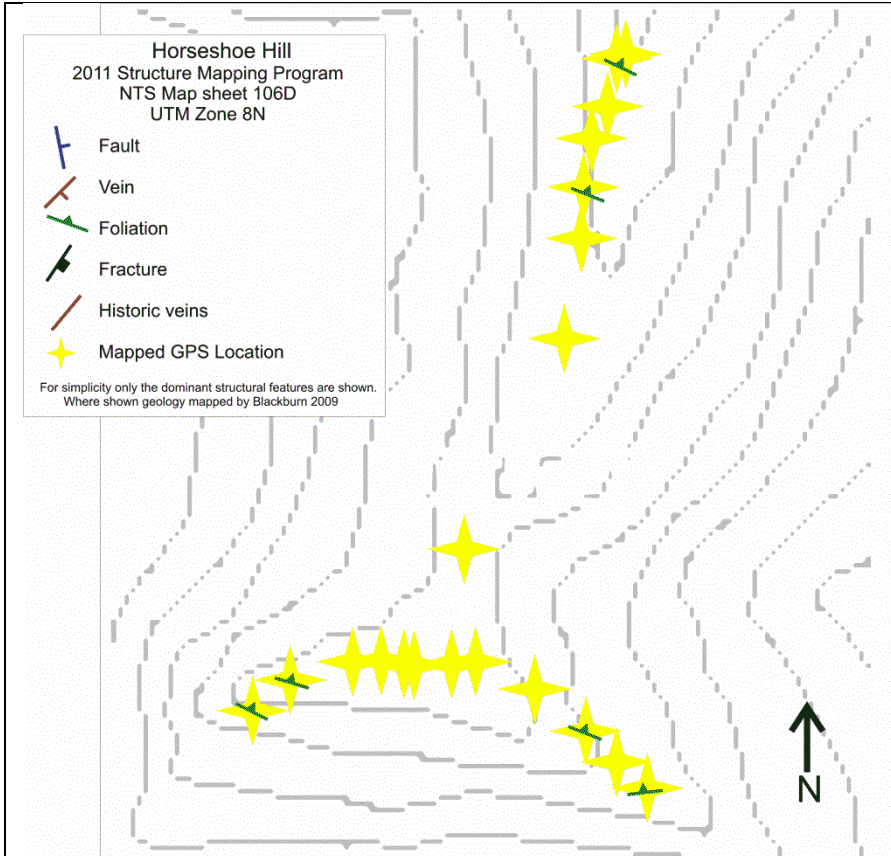 Horseshoe Hill
2011 Structure Mapping Program
NTS Map sheet 106D
UTM Zone 8N
Fault
Vein
Foliation
Fracture
Historic veins
Mapped GPS Location
For simplicity only the dominant structural features are shown.
Where shown geology mapped by Blackburn 2009
N